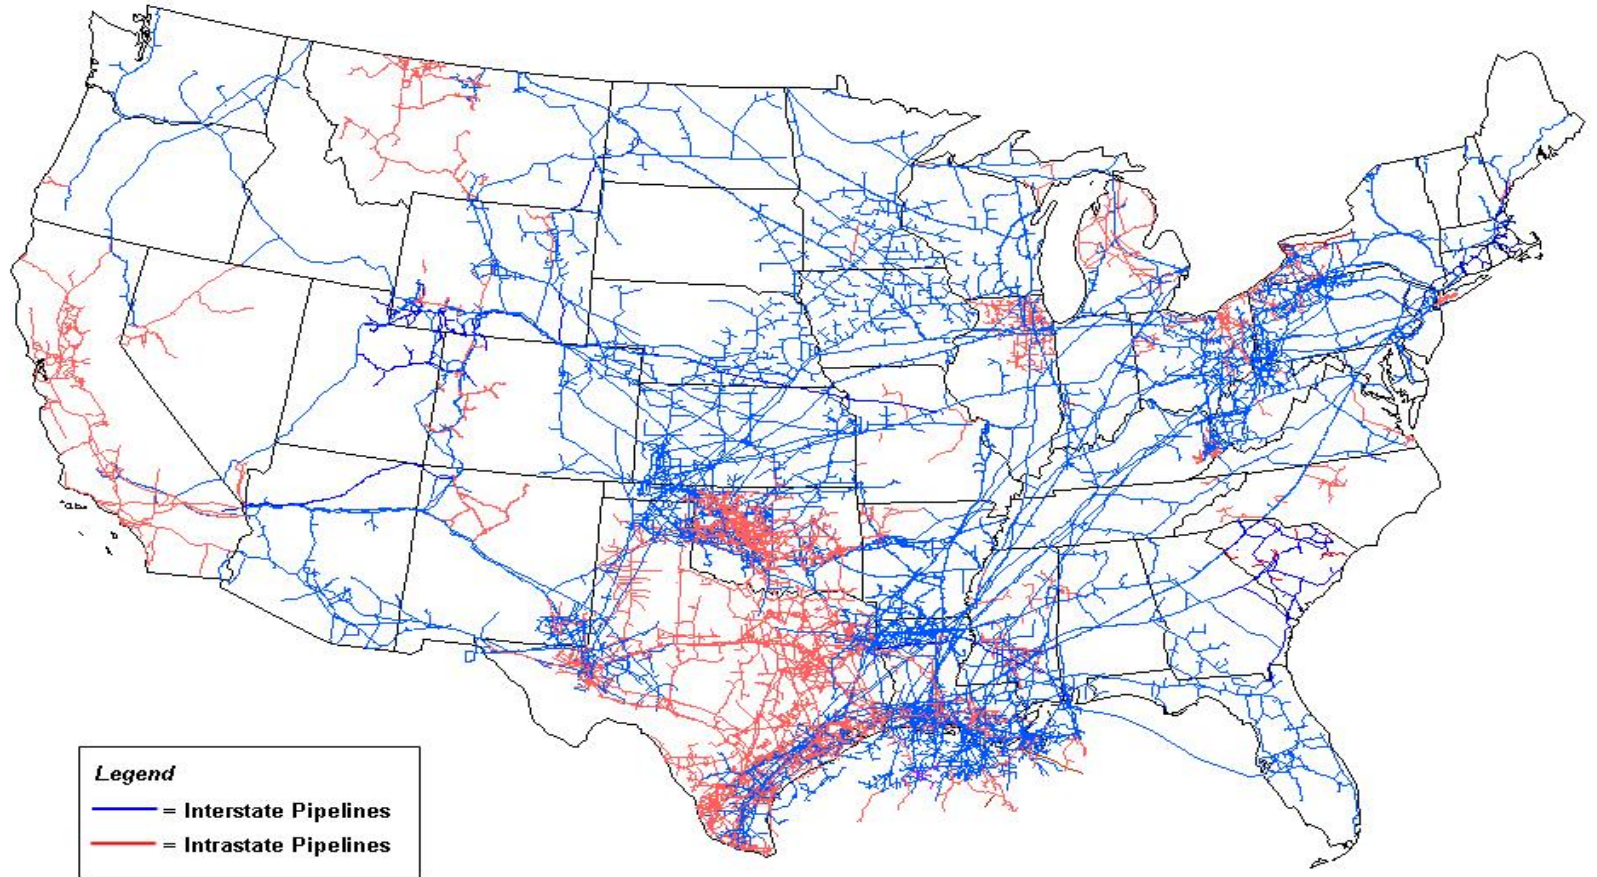 Legend
= Interstate Pipelines
= Intrastate Pipelines